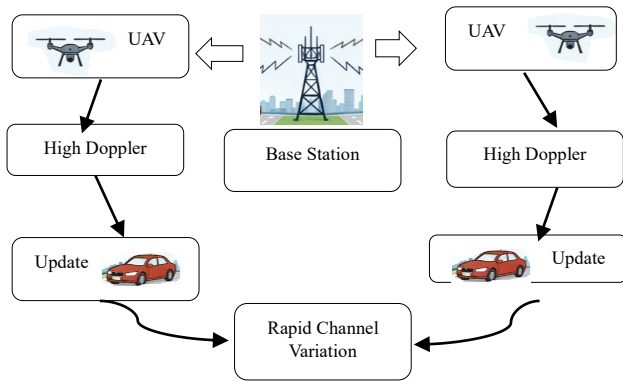 UAV
UAV
High Doppler
Base Station
High Doppler
Update
Update
Rapid Channel
Variation